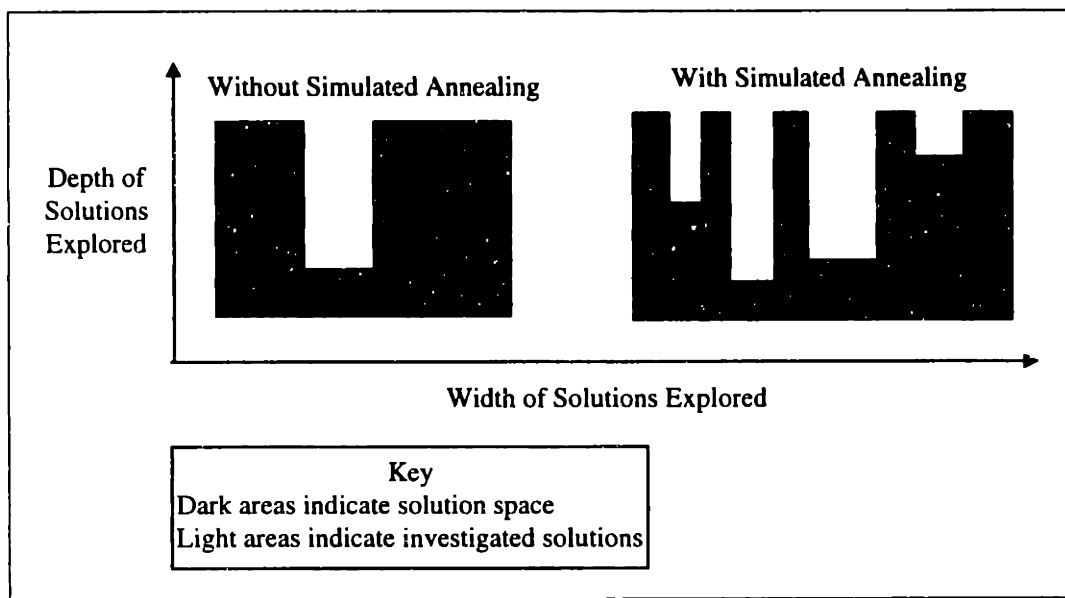 Without Simulated Annealing
With Simulated Annealing
Depth of
Solutions
Explored
Width of Solutions Explored
Key
Dark areas indicate solution space
Light areas indicate investigated solutions